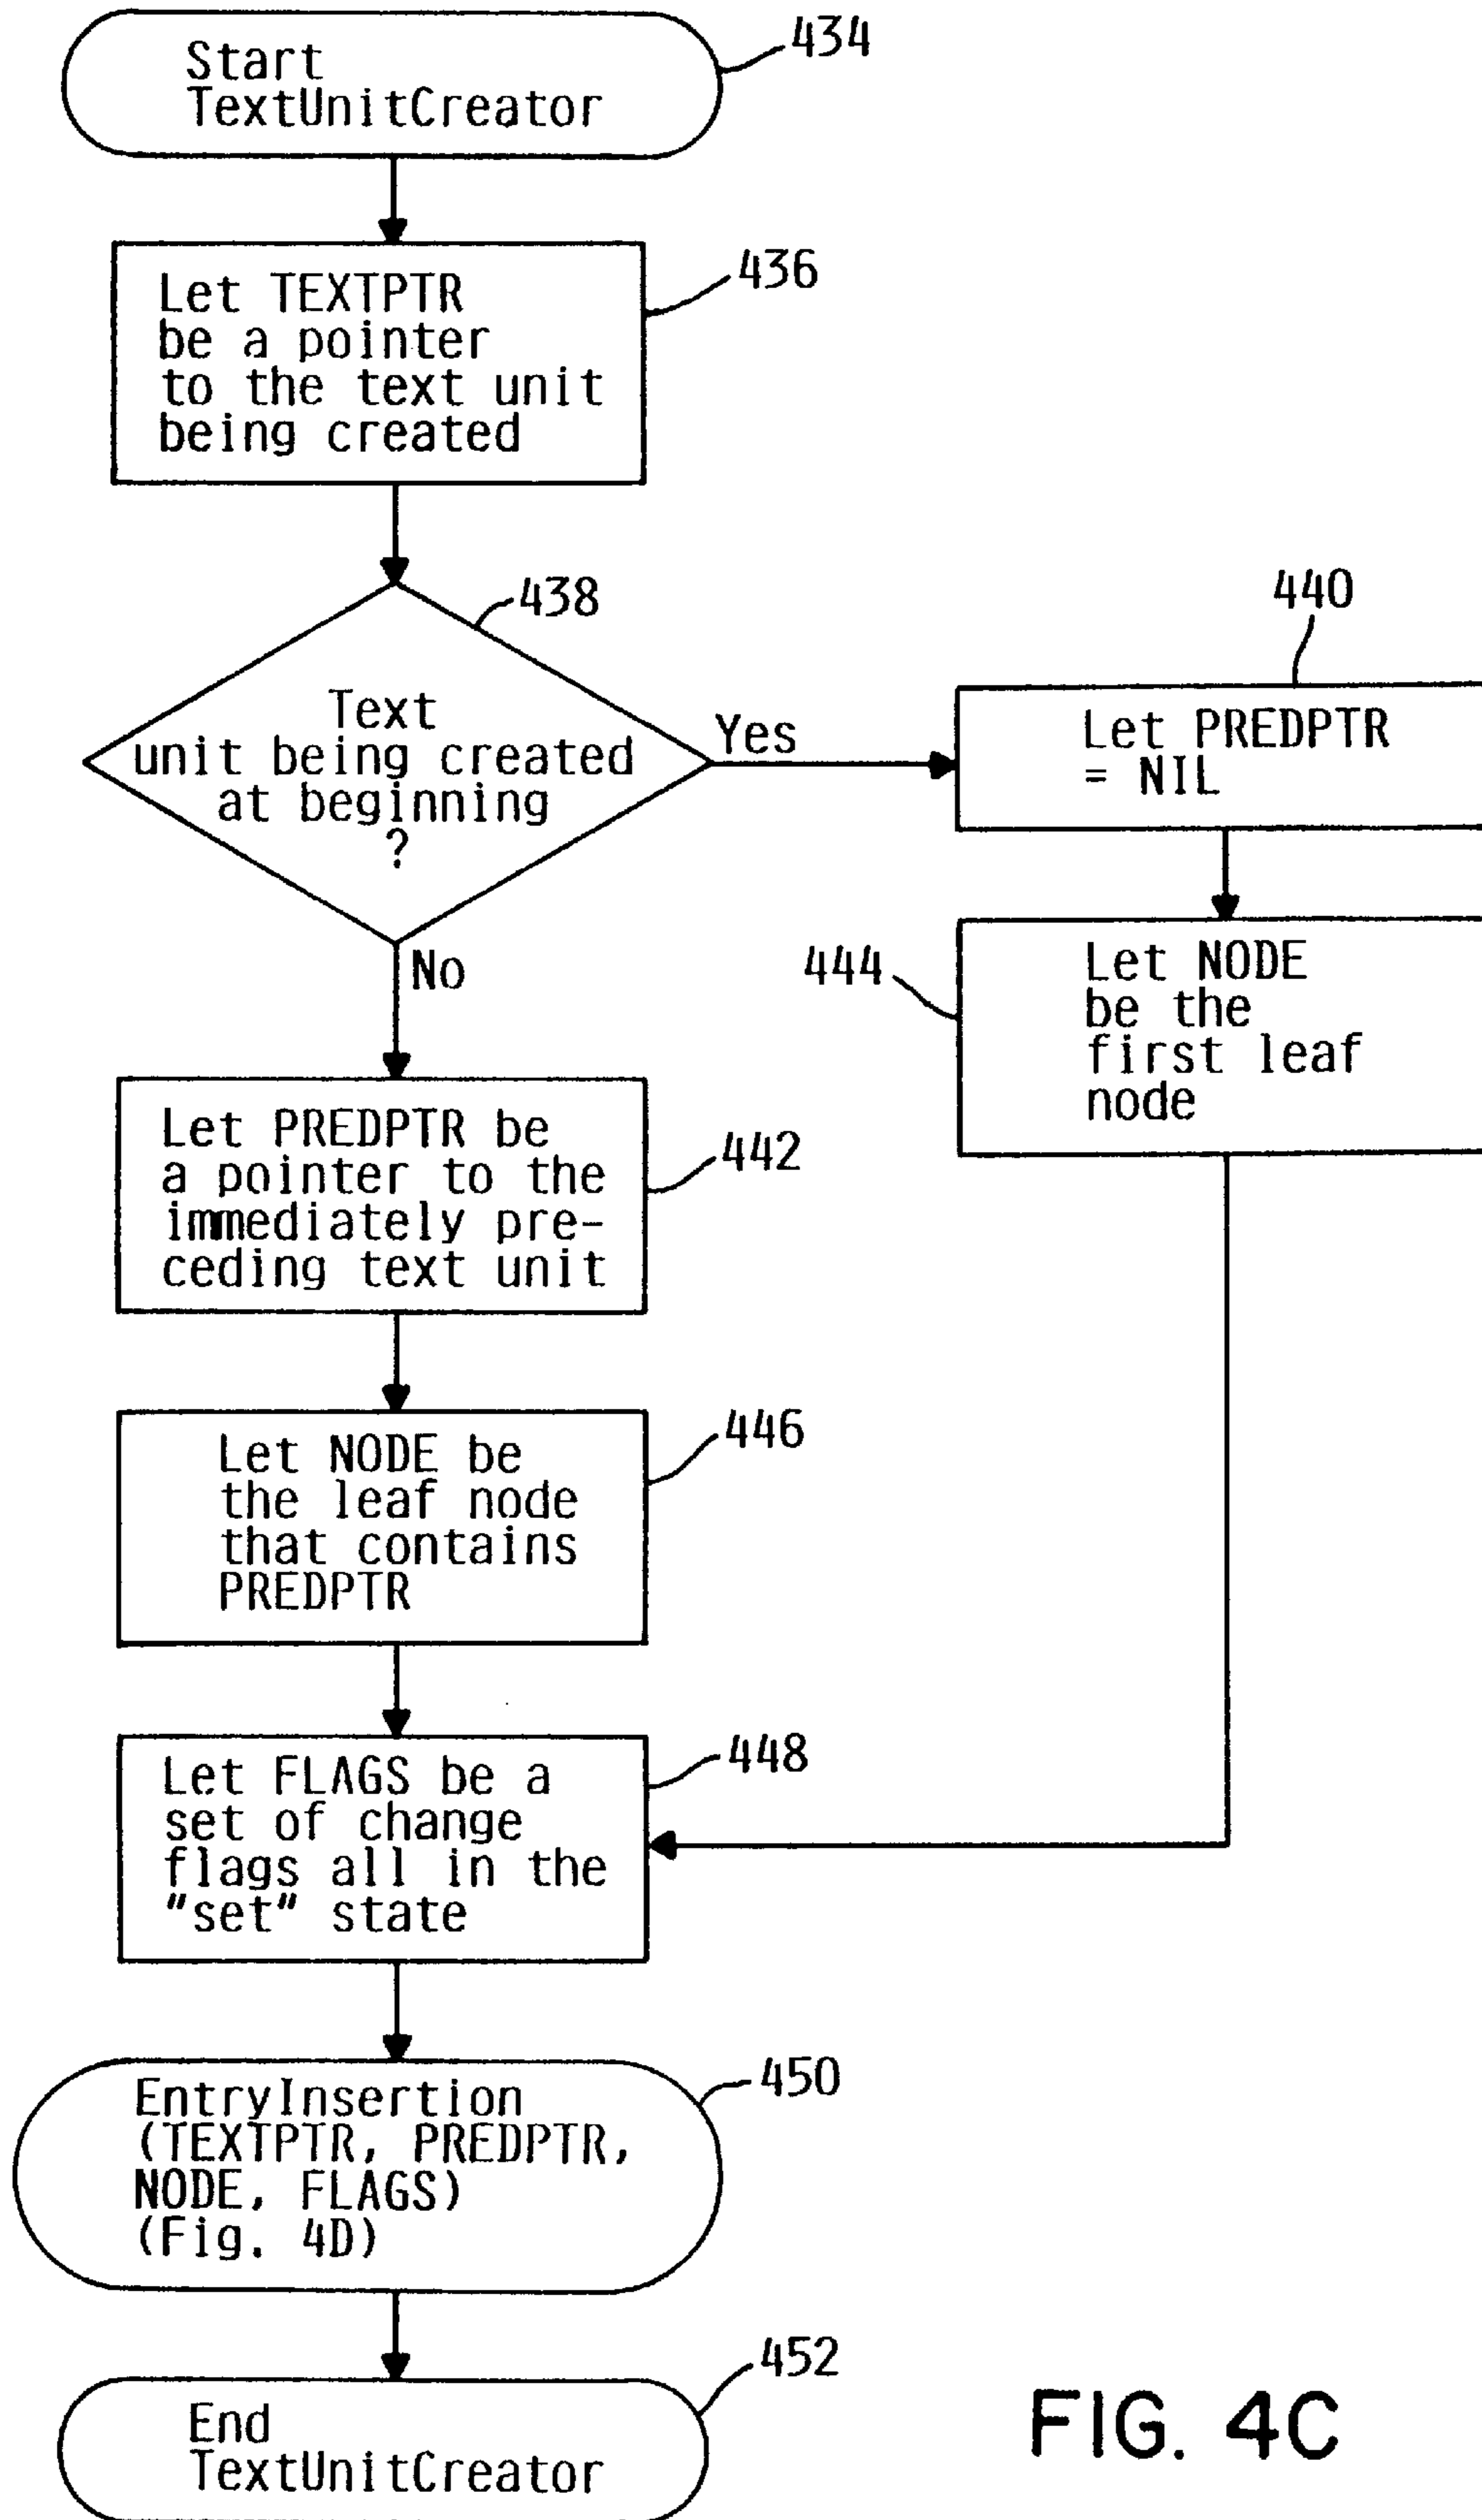 Start
TextUnitCreator
434
Let TEXTPTR
be a pointer
to the text unit
being created
436
438
Text
unit being created
at beginning
?
Yes
No
440
Let PREDPTR
= NIL
444
Let NODE
be the
first leaf
node
Let PREDPTR be
a pointer to the
immediately pre-
ceding text unit
442
Let NODE be
the leaf node
that contains
PREDPTR
446
Let FLAGS be a
set of change
flags all in the
"set" state
448
EntryInsertion
(TEXTPTR, PREDPTR,
NODE, FLAGS)
(Fig. 4D)
450
End
TextUnitCreator
452
FIG. 4C